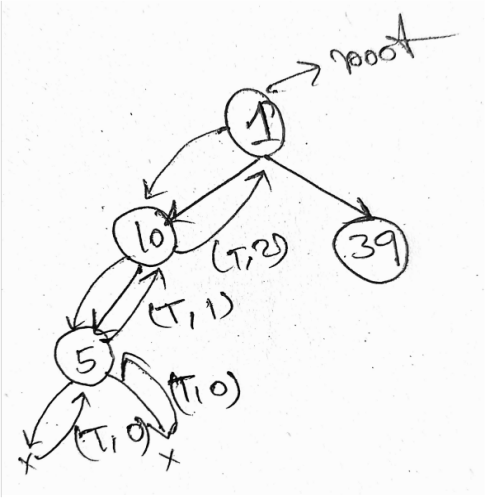 root
1
10
39
(T,2)
(T,1)
5
(T,0)
(T,0)
x
x